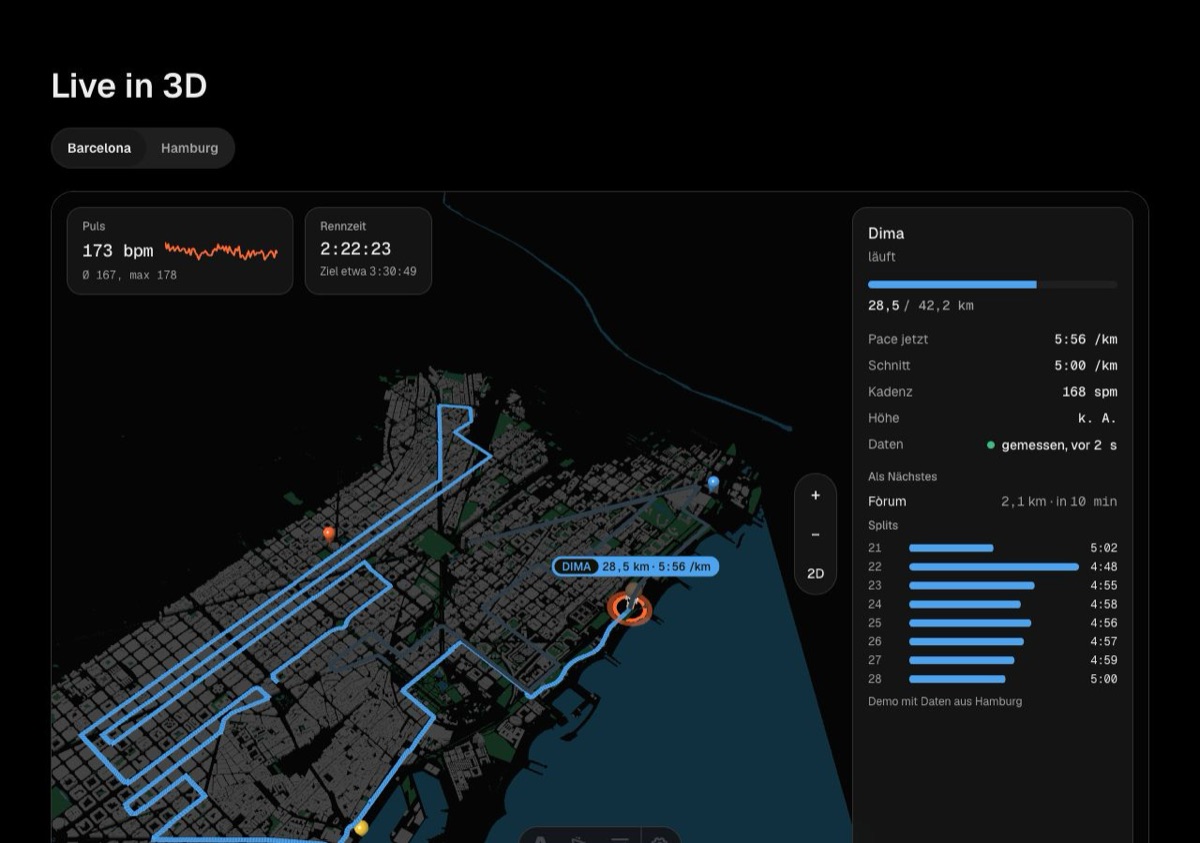 Live in 3D
Barcelona Hamburg
Puls
173 bpm
Ø 167, max 178
Rennzeit
2:22:23
Ziel etwa 3:30:49
Dima
läuft
28,5 / 42,2 km
Pace jetzt 5:56 /km
Schnitt 5:00 /km
Kadenz 168 spm
Höhe k. A.
Daten gemessen, vor 2 s
Als Nächstes
Fòrum 2,1 km · in 10 min
Splits
21 5:02
22 4:48
23 4:55
24 4:58
25 4:56
26 4:57
27 4:59
28 5:00
Demo mit Daten aus Hamburg
+
−
2D
DIMA 28,5 km · 5:56 /km